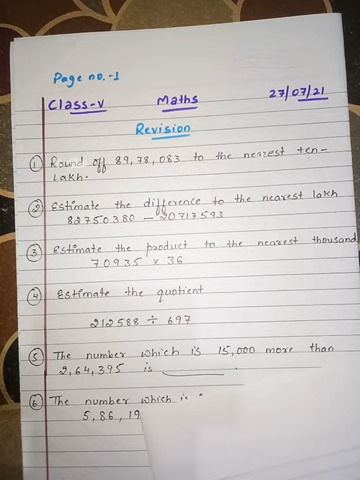 Page no.-1
Class-V Maths 27/07/21
Revision
① Round off 89,78,083 to the nearest ten-
Lakh.
② Estimate the difference to the nearest lakh
82750380 - 20717593
③ Estimate the product to the nearest thousand
70935 x 36
④ Estimate the quotient
212588 ÷ 697
⑤ The number which is 15,000 more than
2,64,395 is ______.
⑥ The number which is
5,86,19